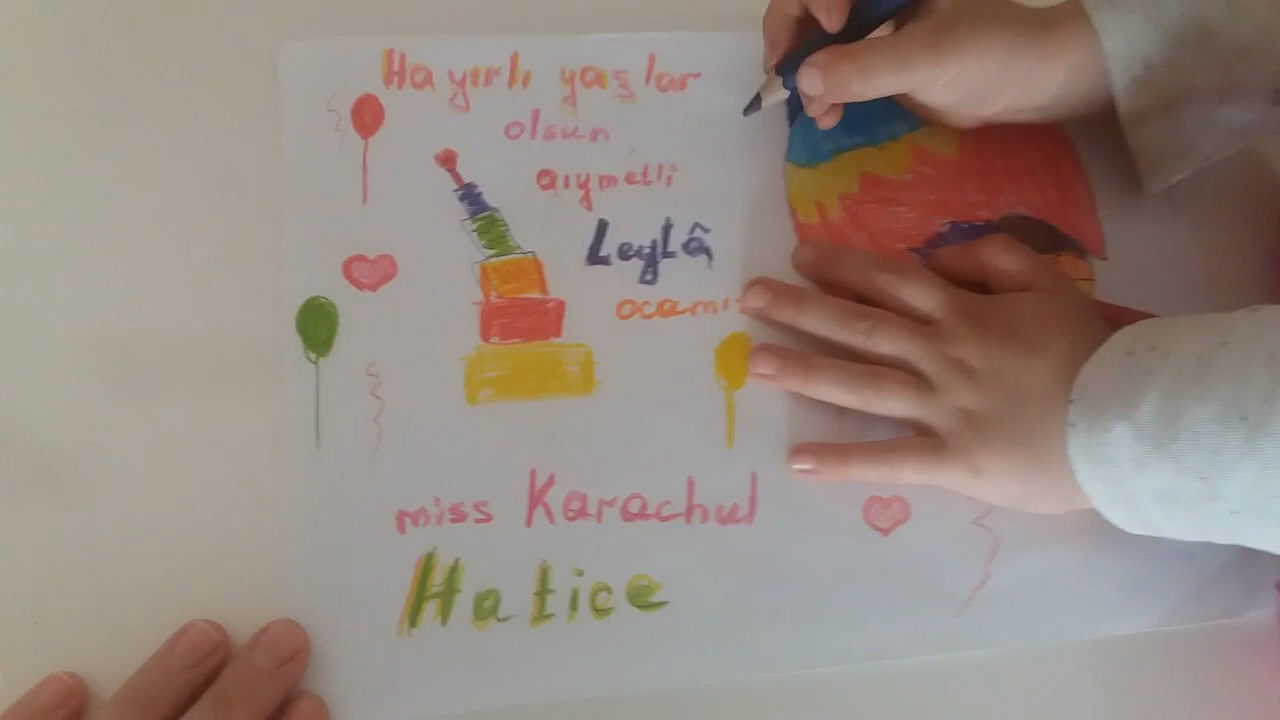 Hayırlı yaşlar
olsun
qıymetli
Leylâ
ocamı
miss Karachul
Hatice